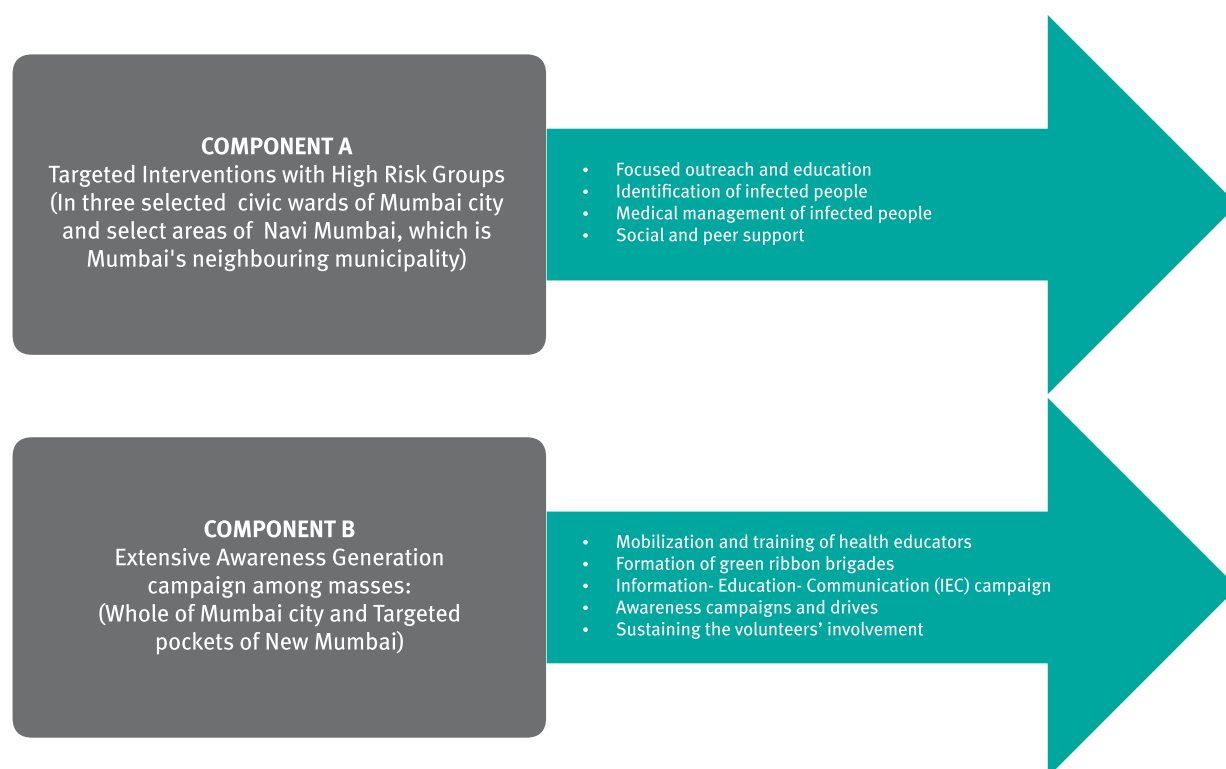 COMPONENT A
Targeted Interventions with High Risk Groups
(In three selected civic wards of Mumbai city
and select areas of Navi Mumbai, which is
Mumbai's neighbouring municipality)
• Focused outreach and education
• Identification of infected people
• Medical management of infected people
• Social and peer support
COMPONENT B
Extensive Awareness Generation
campaign among masses:
(Whole of Mumbai city and Targeted
pockets of New Mumbai)
• Mobilization and training of health educators
• Formation of green ribbon brigades
• Information- Education- Communication (IEC) campaign
• Awareness campaigns and drives
• Sustaining the volunteers’ involvement